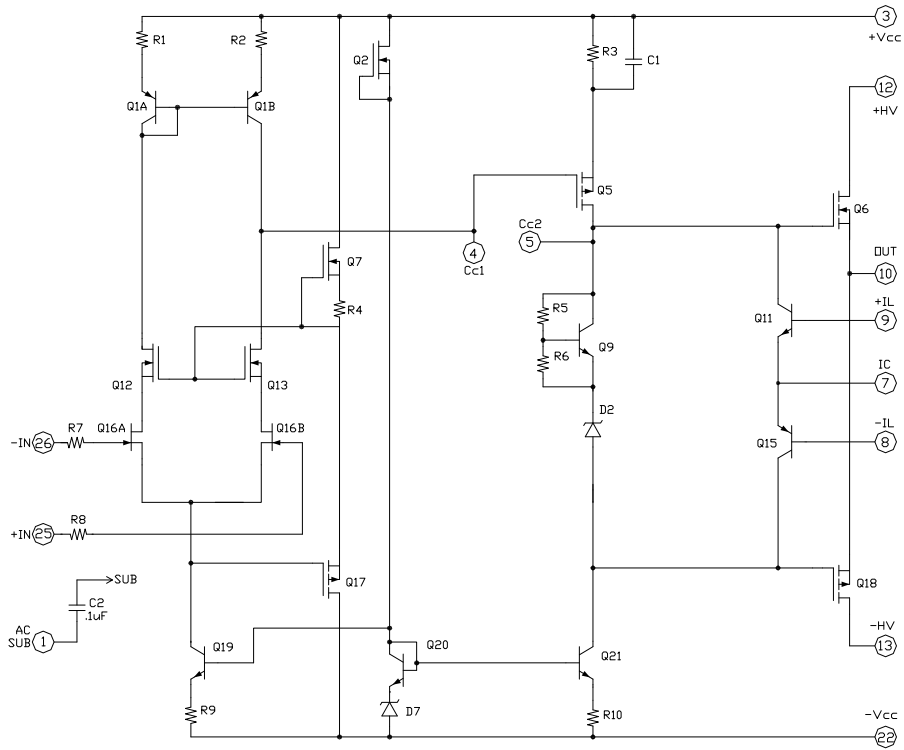 3
+Vcc
R1
R2
Q2
R3
C1
12
+HV
Q1A
Q1B
Q5
Q6
Cc2
5
4
Cc1
Q7
OUT
10
R4
R5
Q11
+IL
9
Q9
R6
IC
7
Q12
Q13
D2
R7
Q16A
Q16B
-IN 26
-IL
8
Q15
R8
+IN 25
SUB
C2
.1uF
Q17
Q18
AC
SUB 1
-HV
13
Q19
Q20
Q21
R9
D7
R10
-Vcc
22